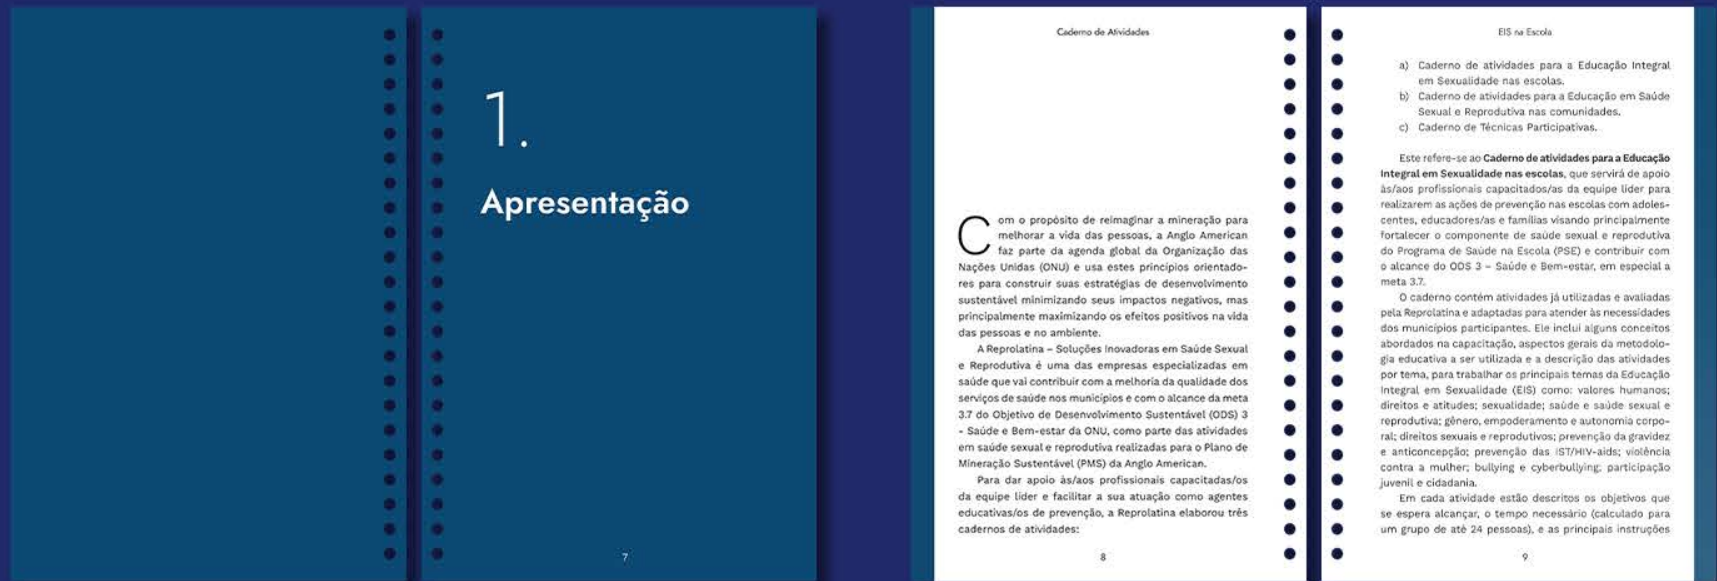 1.
Apresentação
7
Caderno de Atividades
Com o propósito de reimaginar a mineração para
melhorar a vida das pessoas, a Anglo American
faz parte da agenda global da Organização das
Nações Unidas (ONU) e usa estes princípios orientado-
res para construir suas estratégias de desenvolvimento
sustentável minimizando seus impactos negativos, mas
principalmente maximizando os efeitos positivos na vida
das pessoas e no ambiente.
A Reprolatina – Soluções Inovadoras em Saúde Sexual
e Reprodutiva é uma das empresas especializadas em
saúde que vai contribuir com a melhoria da qualidade dos
serviços de saúde nos municípios e com o alcance da meta
3.7 do Objetivo de Desenvolvimento Sustentável (ODS) 3
- Saúde e Bem-estar da ONU, como parte das atividades
em saúde sexual e reprodutiva realizadas para o Plano de
Mineração Sustentável (PMS) da Anglo American.
Para dar apoio às/aos profissionais capacitadas/os
da equipe líder e facilitar a sua atuação como agentes
educativas/os de prevenção, a Reprolatina elaborou três
cadernos de atividades:
8
EIS na Escola
a) Caderno de atividades para a Educação Integral
em Sexualidade nas escolas.
b) Caderno de atividades para a Educação em Saúde
Sexual e Reprodutiva nas comunidades.
c) Caderno de Técnicas Participativas.
Este refere-se ao Caderno de atividades para a Educação
Integral em Sexualidade nas escolas, que servirá de apoio
às/aos profissionais capacitados/as da equipe líder para
realizarem as ações de prevenção nas escolas com adoles-
centes, educadores/as e famílias visando principalmente
fortalecer o componente de saúde sexual e reprodutiva
do Programa de Saúde na Escola (PSE) e contribuir com
o alcance do ODS 3 – Saúde e Bem-estar, em especial a
meta 3.7.
O caderno contém atividades já utilizadas e avaliadas
pela Reprolatina e adaptadas para atender às necessidades
dos municípios participantes. Ele inclui alguns conceitos
abordados na capacitação, aspectos gerais da metodolo-
gia educativa a ser utilizada e a descrição das atividades
por tema, para trabalhar os principais temas da Educação
Integral em Sexualidade (EIS) como: valores humanos;
direitos e atitudes; sexualidade; saúde e saúde sexual e
reprodutiva; gênero, empoderamento e autonomia corpo-
ral; direitos sexuais e reprodutivos; prevenção da gravidez
e anticoncepção; prevenção das IST/HIV-aids; violência
contra a mulher; bullying e cyberbullying; participação
juvenil e cidadania.
Em cada atividade estão descritos os objetivos que
se espera alcançar, o tempo necessário (calculado para
um grupo de até 24 pessoas), e as principais instruções
9